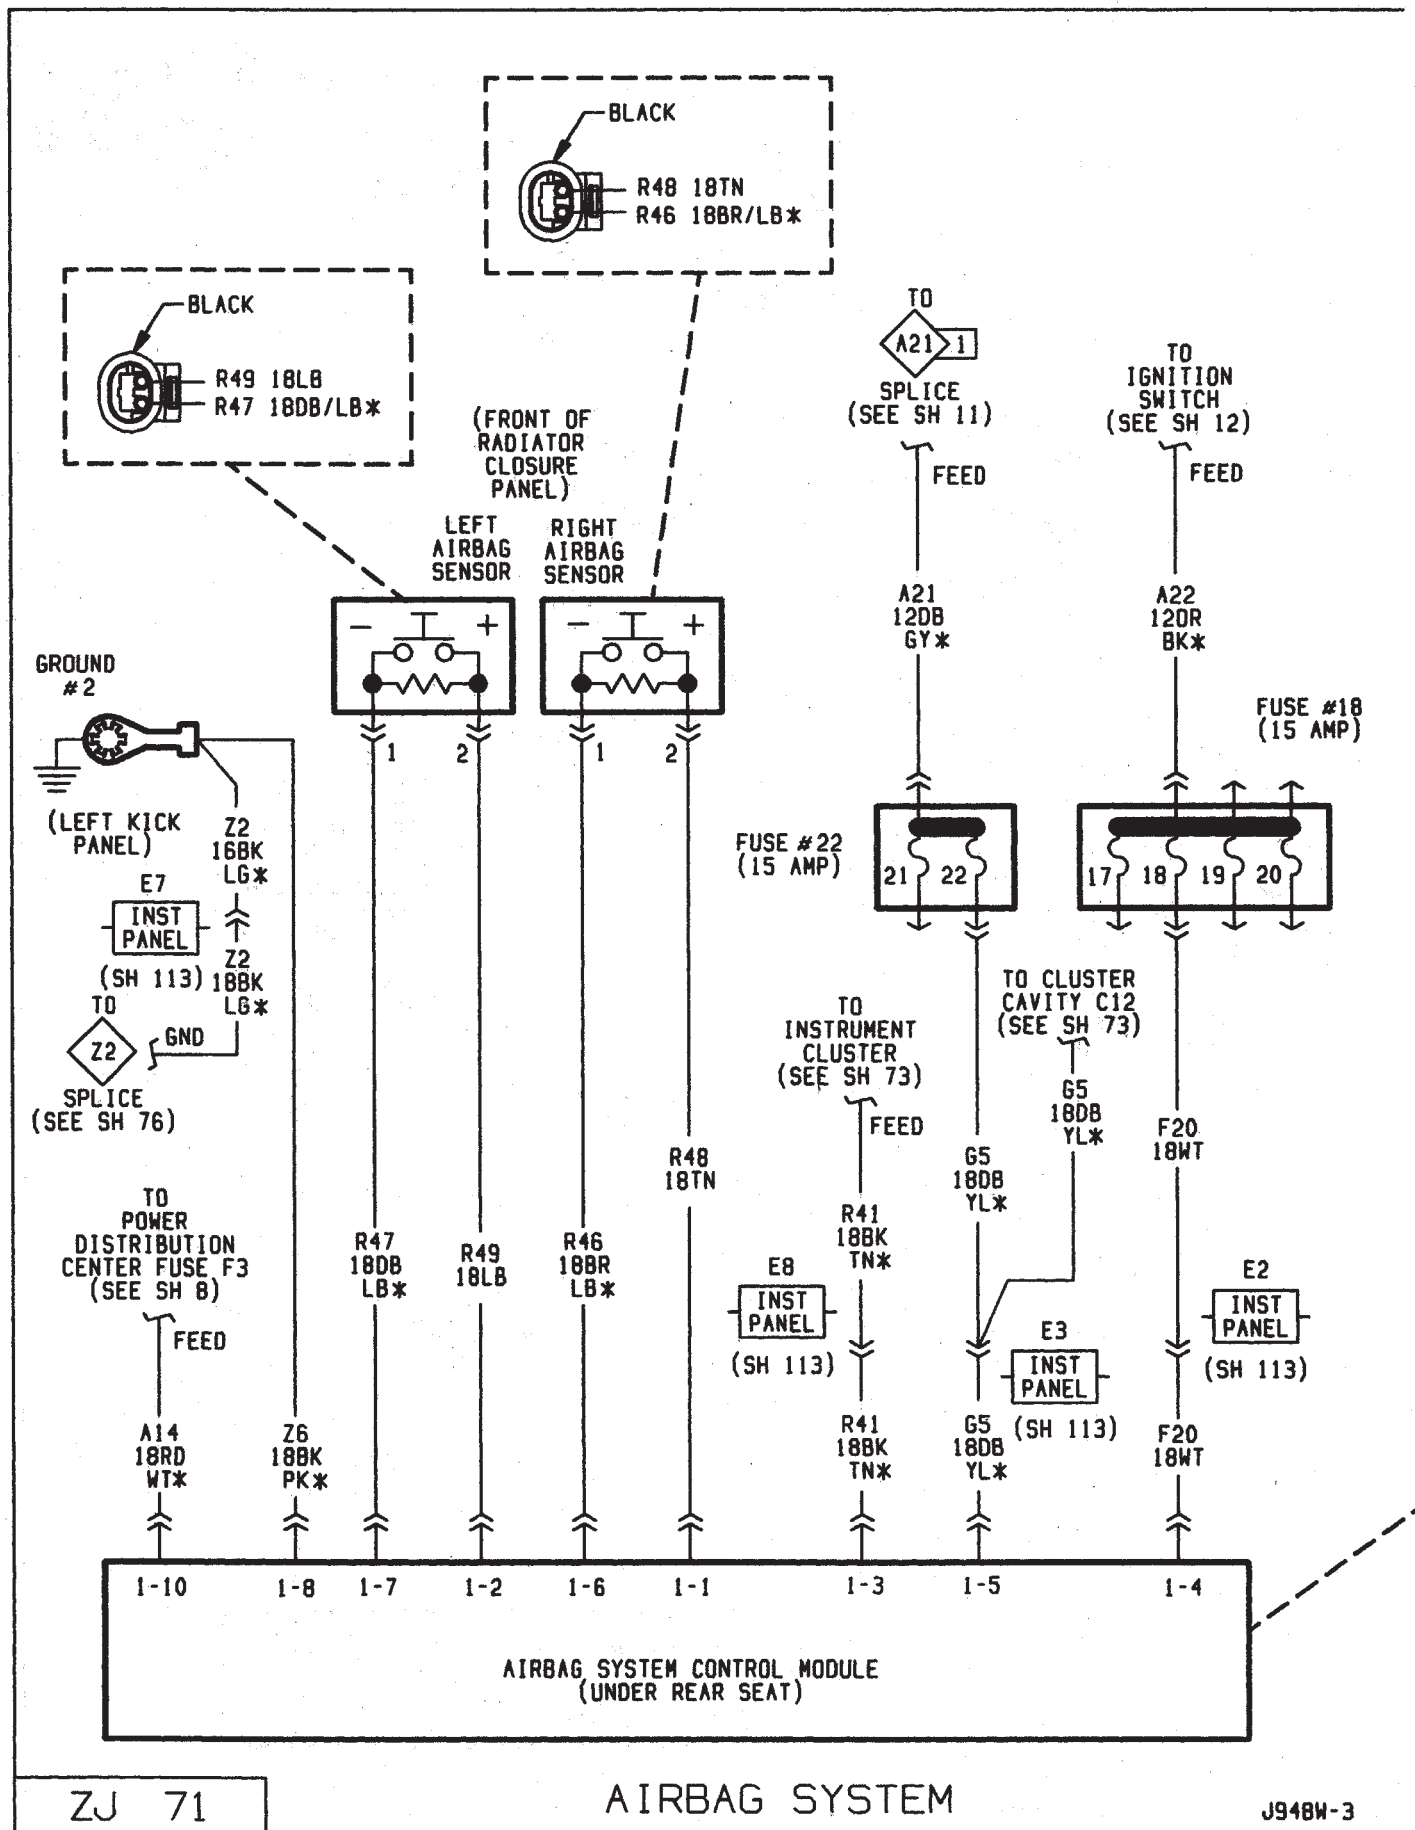 BLACK
R48 18TN
R46 18BR/LB*
BLACK
R49 18LB
R47 18DB/LB*
(FRONT OF
RADIATOR
CLOSURE
PANEL)
LEFT
AIRBAG
SENSOR
RIGHT
AIRBAG
SENSOR
TO
A21
1
SPLICE
(SEE SH 11)
FEED
TO
IGNITION
SWITCH
(SEE SH 12)
FEED
A21
12DB
GY*
A22
12OR
BK*
- +
- +
1
2
1
2
GROUND
#2
(LEFT KICK
PANEL)
Z2
16BK
LG*
E7
INST
PANEL
(SH 113)
Z2
18BK
LG*
TO
Z2
GND
SPLICE
(SEE SH 76)
FUSE #22
(15 AMP)
21 22
FUSE #18
(15 AMP)
17 18 19 20
TO
INSTRUMENT
CLUSTER
(SEE SH 73)
FEED
TO CLUSTER
CAVITY C12
(SEE SH 73)
G5
18DB
YL*
F20
18WT
G5
18DB
YL*
R48
18TN
R41
18BK
TN*
TO
POWER
DISTRIBUTION
CENTER FUSE F3
(SEE SH 8)
FEED
R47
18DB
LB*
R49
18LB
R46
18BR
LB*
E8
INST
PANEL
(SH 113)
E3
INST
PANEL
(SH 113)
E2
INST
PANEL
(SH 113)
A14
18RD
WT*
Z6
18BK
PK*
R41
18BK
TN*
G5
18DB
YL*
F20
18WT
1-10 1-8 1-7 1-2 1-6 1-1 1-3 1-5 1-4
AIRBAG SYSTEM CONTROL MODULE
(UNDER REAR SEAT)
ZJ 71
AIRBAG SYSTEM
J948W-3